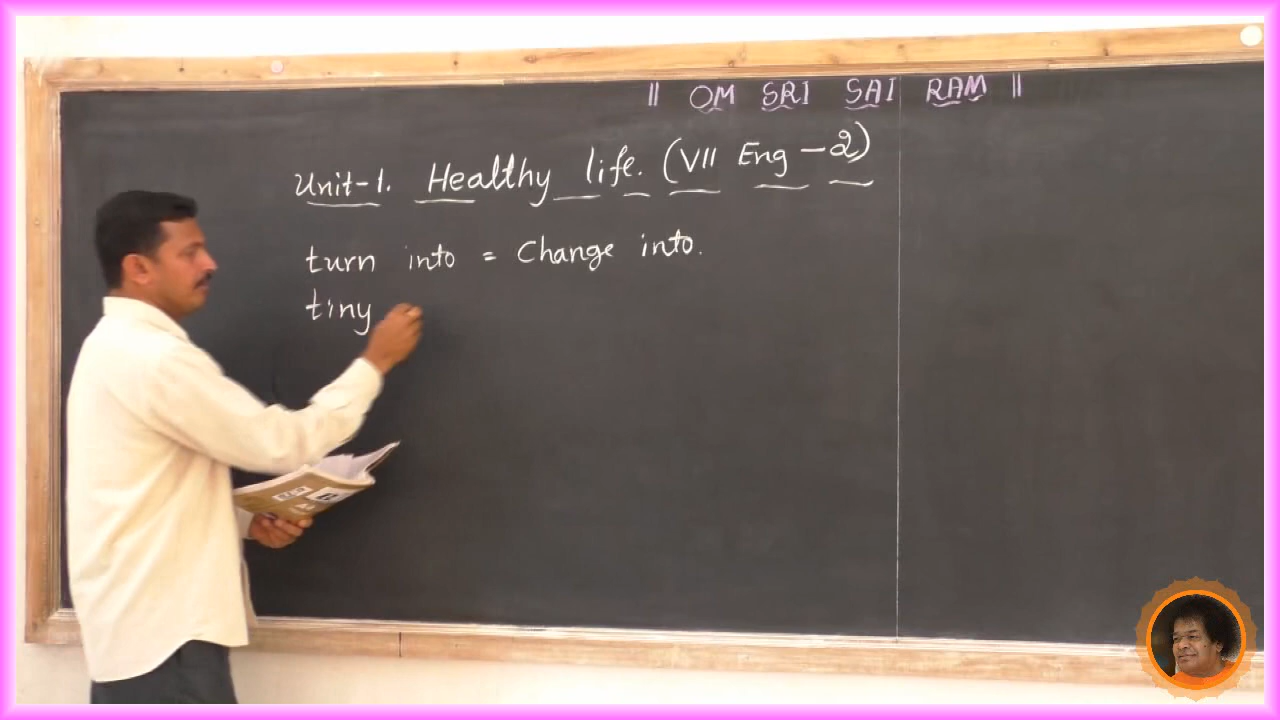 || OM SRI SAI RAM ||
Unit-1. Healthy life. (VII Eng - 2)
turn into = Change into.
tiny